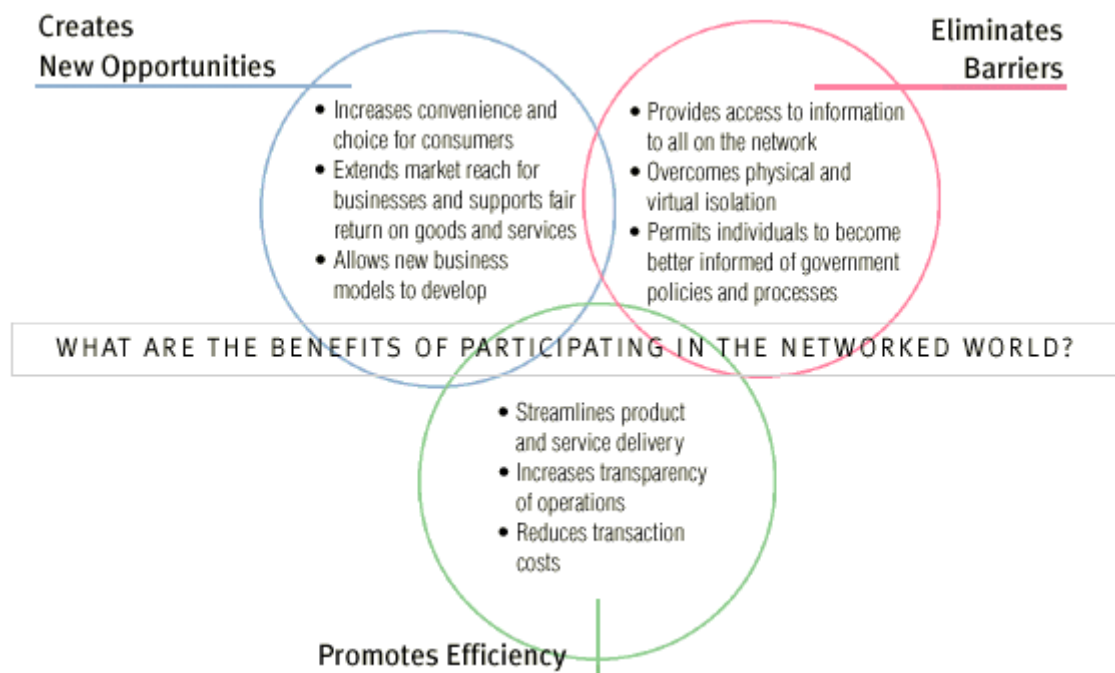 Creates
New Opportunities
• Increases convenience and
choice for consumers
• Extends market reach for
businesses and supports fair
return on goods and services
• Allows new business
models to develop
Eliminates
Barriers
• Provides access to information
to all on the network
• Overcomes physical and
virtual isolation
• Permits individuals to become
better informed of government
policies and processes
WHAT ARE THE BENEFITS OF PARTICIPATING IN THE NETWORKED WORLD?
• Streamlines product
and service delivery
• Increases transparency
of operations
• Reduces transaction
costs
Promotes Efficiency